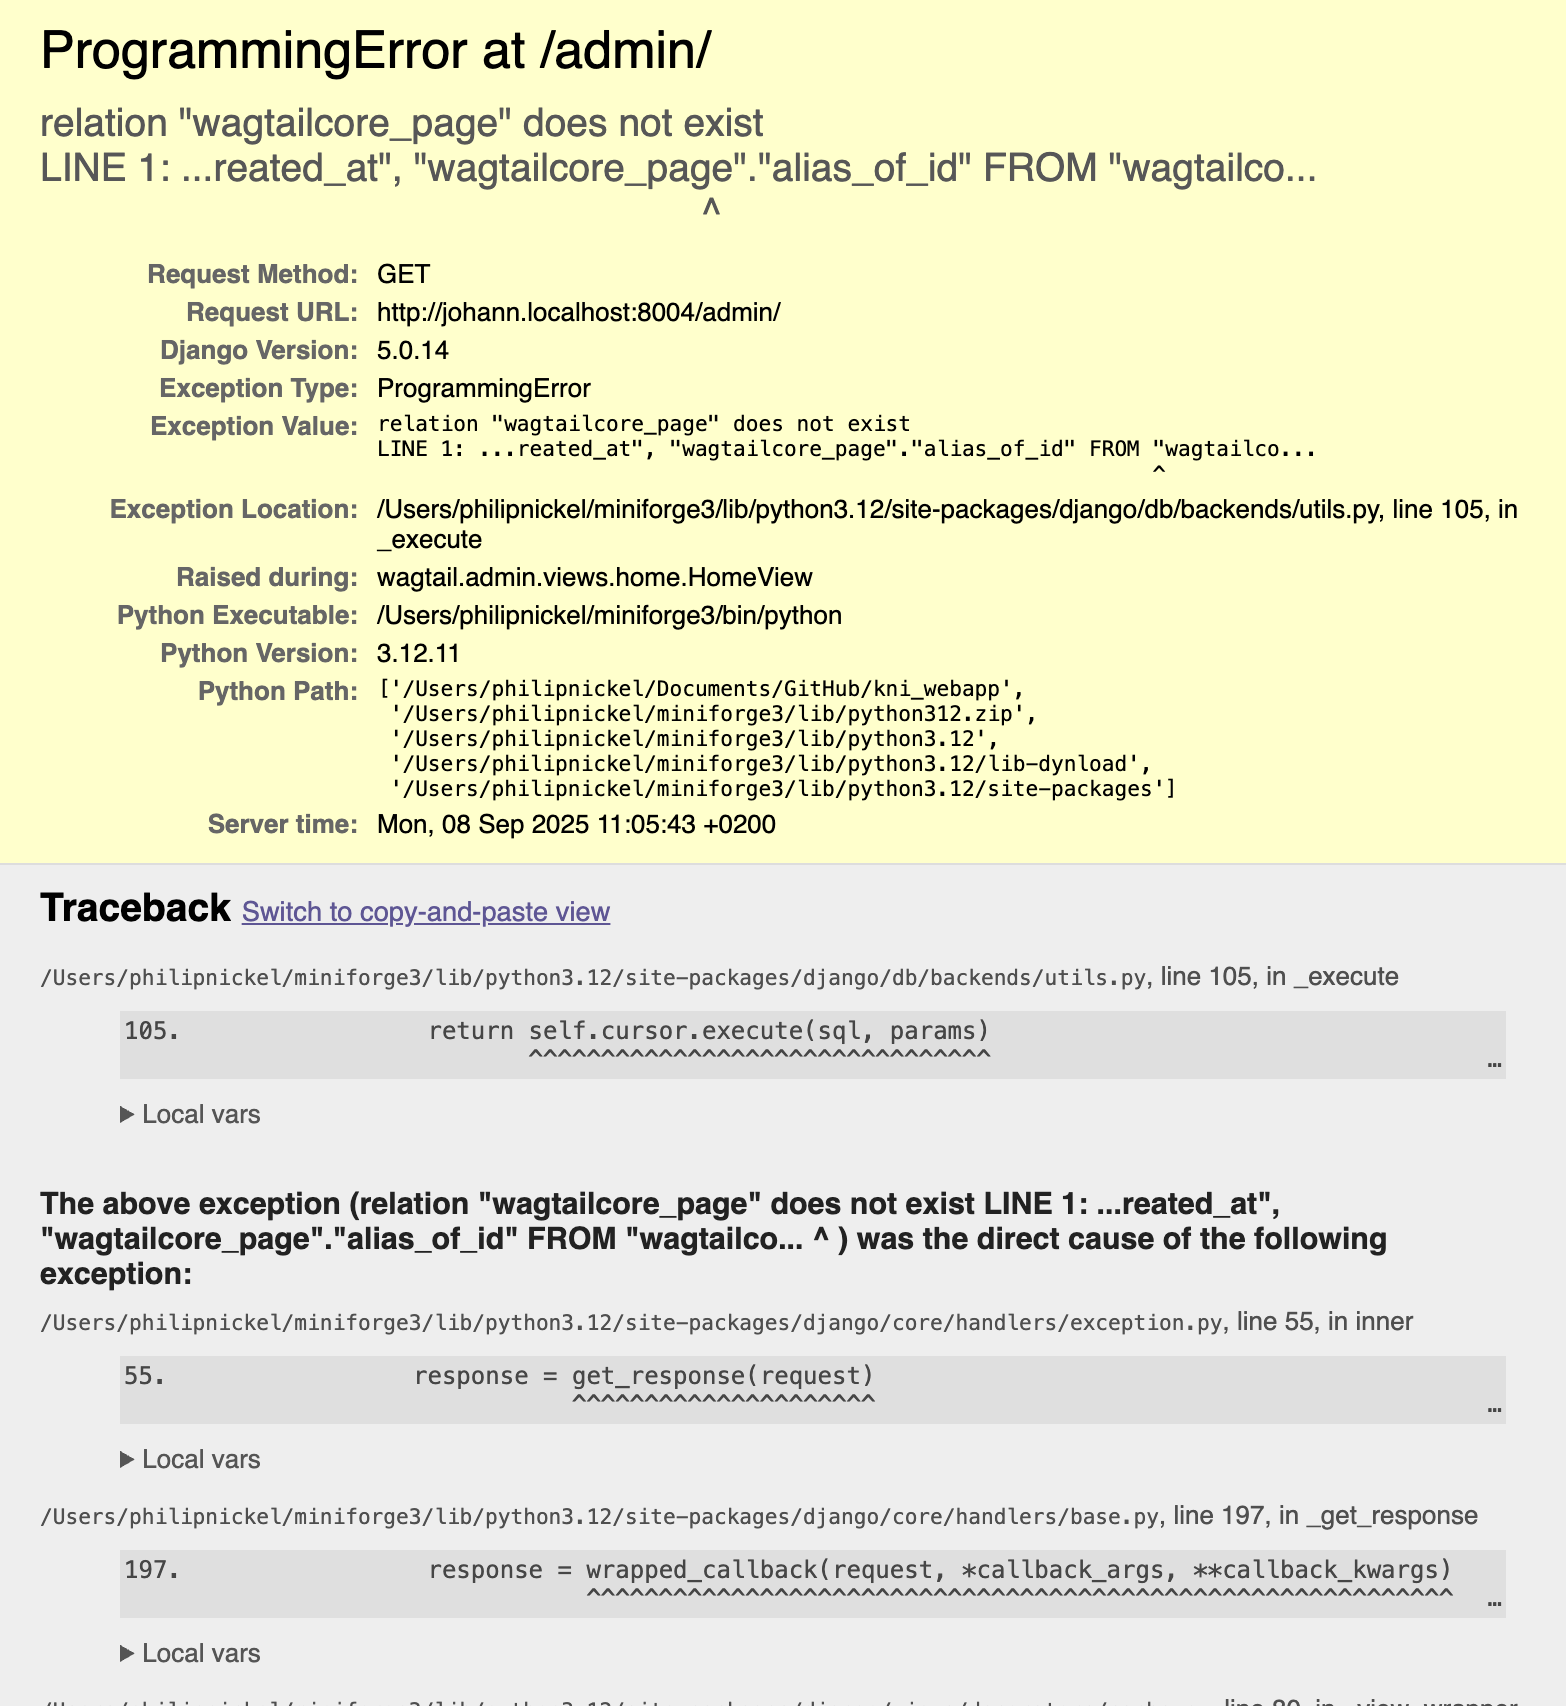 ProgrammingError at /admin/
relation "wagtailcore_page" does not exist
LINE 1: ...reated_at", "wagtailcore_page"."alias_of_id" FROM "wagtailco...
^
Request Method: GET
Request URL: http://johann.localhost:8004/admin/
Django Version: 5.0.14
Exception Type: ProgrammingError
Exception Value: relation "wagtailcore_page" does not exist
LINE 1: ...reated_at", "wagtailcore_page"."alias_of_id" FROM "wagtailco...
^
Exception Location: /Users/philipnickel/miniforge3/lib/python3.12/site-packages/django/db/backends/utils.py, line 105, in
_execute
Raised during: wagtail.admin.views.home.HomeView
Python Executable: /Users/philipnickel/miniforge3/bin/python
Python Version: 3.12.11
Python Path: ['/Users/philipnickel/Documents/GitHub/kni_webapp',
'/Users/philipnickel/miniforge3/lib/python312.zip',
'/Users/philipnickel/miniforge3/lib/python3.12',
'/Users/philipnickel/miniforge3/lib/python3.12/lib-dynload',
'/Users/philipnickel/miniforge3/lib/python3.12/site-packages']
Server time: Mon, 08 Sep 2025 11:05:43 +0200
Traceback Switch to copy-and-paste view
/Users/philipnickel/miniforge3/lib/python3.12/site-packages/django/db/backends/utils.py, line 105, in _execute
105. return self.cursor.execute(sql, params)
^^^^^^^^^^^^^^^^^^^^^^^^^^^^^^^^
…
▶ Local vars
The above exception (relation "wagtailcore_page" does not exist LINE 1: ...reated_at",
"wagtailcore_page"."alias_of_id" FROM "wagtailco... ^ ) was the direct cause of the following
exception:
/Users/philipnickel/miniforge3/lib/python3.12/site-packages/django/core/handlers/exception.py, line 55, in inner
55. response = get_response(request)
^^^^^^^^^^^^^^^^^^^^^
…
▶ Local vars
/Users/philipnickel/miniforge3/lib/python3.12/site-packages/django/core/handlers/base.py, line 197, in _get_response
197. response = wrapped_callback(request, *callback_args, **callback_kwargs)
^^^^^^^^^^^^^^^^^^^^^^^^^^^^^^^^^^^^^^^^^^^^^^^^^^^^^^^^^^^^
…
▶ Local vars